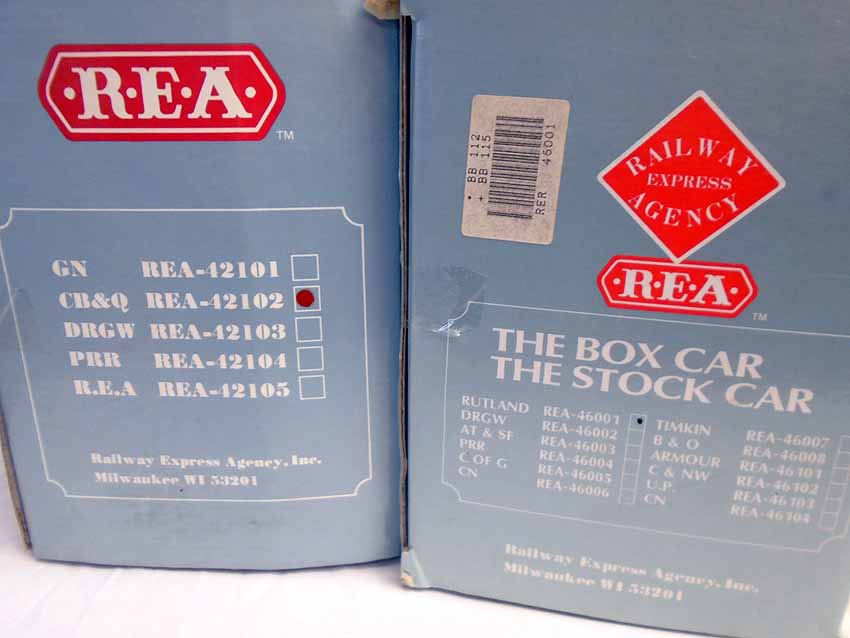 ·R·E·A·
TM
GN REA-42101
CB&Q REA-42102
DRGW REA-42103
PRR REA-42104
R.E.A REA-42105
Railway Express Agency, Inc.
Milwaukee WI 53201
• BB 112
+ BB 115
RER 46001
RAILWAY
EXPRESS
AGENCY
·R·E·A·
TM
THE BOX CAR
THE STOCK CAR
RUTLAND REA-46001
DRGW REA-46002
AT & SF REA-46003
PRR REA-46004
C OF G REA-46005
CN REA-46006
TIMKIN REA-46007
B & O REA-46008
ARMOUR REA-46101
C & NW REA-46102
U.P. REA-46103
CN REA-46104
Railway Express Agency, Inc.
Milwaukee WI 53201